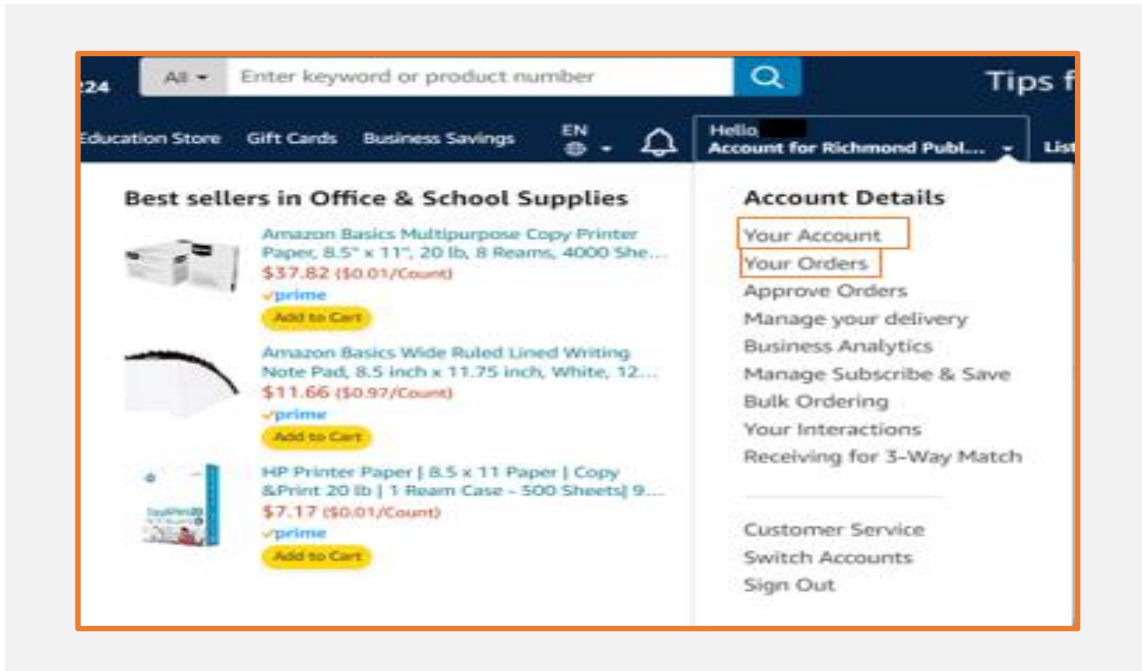 224
All
Enter keyword or product number
Tips f
Education Store
Gift Cards
Business Savings
EN
Hello,
Account for Richmond Publ...
List
Best sellers in Office & School Supplies
Amazon Basics Multipurpose Copy Printer
Paper, 8.5" x 11", 20 lb, 8 Reams, 4000 She...
$37.82 ($0.01/Count)
prime
Add to Cart
Amazon Basics Wide Ruled Lined Writing
Note Pad, 8.5 inch x 11.75 inch, White, 12...
$11.66 ($0.97/Count)
prime
Add to Cart
HP Printer Paper | 8.5 x 11 Paper | Copy
&Print 20 lb | 1 Ream Case - 500 Sheets| 9...
$7.17 ($0.01/Count)
prime
Add to Cart
Account Details
Your Account
Your Orders
Approve Orders
Manage your delivery
Business Analytics
Manage Subscribe & Save
Bulk Ordering
Your Interactions
Receiving for 3-Way Match
Customer Service
Switch Accounts
Sign Out